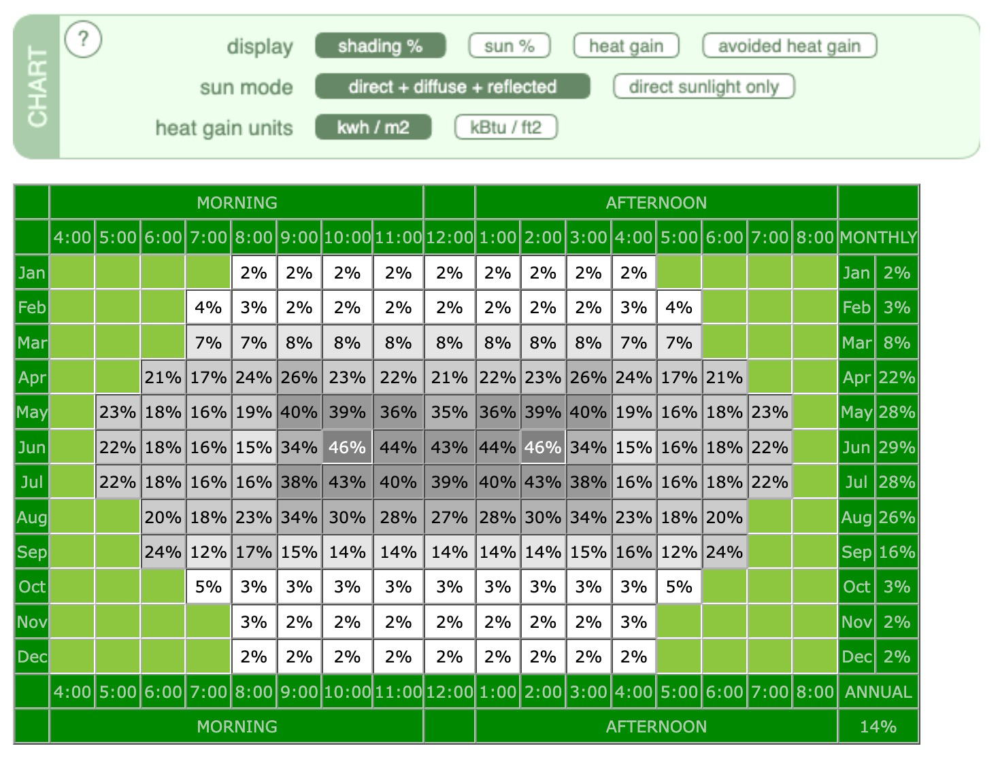 CHART
?
display shading % sun % heat gain avoided heat gain
sun mode direct + diffuse + reflected direct sunlight only
heat gain units kwh / m2 kBtu / ft2
MORNING AFTERNOON
4:00 5:00 6:00 7:00 8:00 9:00 10:00 11:00 12:00 1:00 2:00 3:00 4:00 5:00 6:00 7:00 8:00 MONTHLY
Jan 2% 2% 2% 2% 2% 2% 2% 2% 2% Jan 2%
Feb 4% 3% 2% 2% 2% 2% 2% 2% 2% 3% 4% Feb 3%
Mar 7% 7% 8% 8% 8% 8% 8% 8% 8% 7% 7% Mar 8%
Apr 21% 17% 24% 26% 23% 22% 21% 22% 23% 26% 24% 17% 21% Apr 22%
May 23% 18% 16% 19% 40% 39% 36% 35% 36% 39% 40% 19% 16% 18% 23% May 28%
Jun 22% 18% 16% 15% 34% 46% 44% 43% 44% 46% 34% 15% 16% 18% 22% Jun 29%
Jul 22% 18% 16% 16% 38% 43% 40% 39% 40% 43% 38% 16% 16% 18% 22% Jul 28%
Aug 20% 18% 23% 34% 30% 28% 27% 28% 30% 34% 23% 18% 20% Aug 26%
Sep 24% 12% 17% 15% 14% 14% 14% 14% 14% 15% 16% 12% 24% Sep 16%
Oct 5% 3% 3% 3% 3% 3% 3% 3% 3% 3% 5% Oct 3%
Nov 3% 2% 2% 2% 2% 2% 2% 2% 3% Nov 2%
Dec 2% 2% 2% 2% 2% 2% 2% 2% 2% Dec 2%
4:00 5:00 6:00 7:00 8:00 9:00 10:00 11:00 12:00 1:00 2:00 3:00 4:00 5:00 6:00 7:00 8:00 ANNUAL
MORNING AFTERNOON 14%